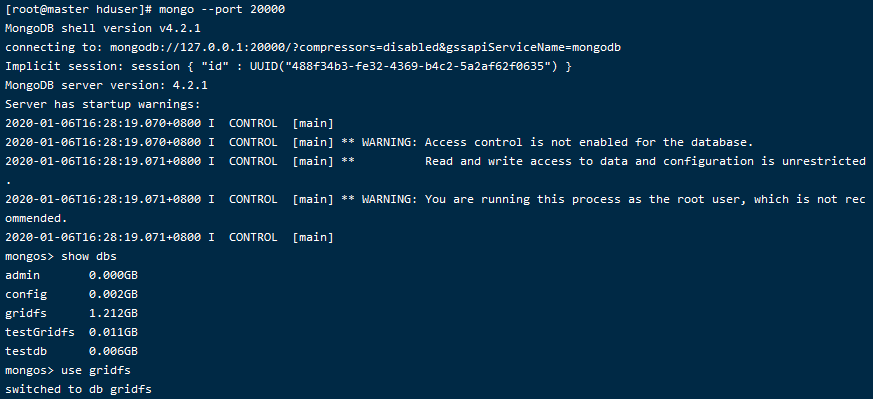 [root@master hduser]# mongo --port 20000
MongoDB shell version v4.2.1
connecting to: mongodb://127.0.0.1:20000/?compressors=disabled&gssapiServiceName=mongodb
Implicit session: session { "id" : UUID("488f34b3-fe32-4369-b4c2-5a2af62f0635") }
MongoDB server version: 4.2.1
Server has startup warnings:
2020-01-06T16:28:19.070+0800 I  CONTROL  [main]
2020-01-06T16:28:19.070+0800 I  CONTROL  [main] ** WARNING: Access control is not enabled for the database.
2020-01-06T16:28:19.071+0800 I  CONTROL  [main] **          Read and write access to data and configuration is unrestricted
.
2020-01-06T16:28:19.071+0800 I  CONTROL  [main] ** WARNING: You are running this process as the root user, which is not rec
ommended.
2020-01-06T16:28:19.071+0800 I  CONTROL  [main]
mongos> show dbs
admin       0.000GB
config      0.002GB
gridfs      1.212GB
testGridfs  0.011GB
testdb      0.006GB
mongos> use gridfs
switched to db gridfs